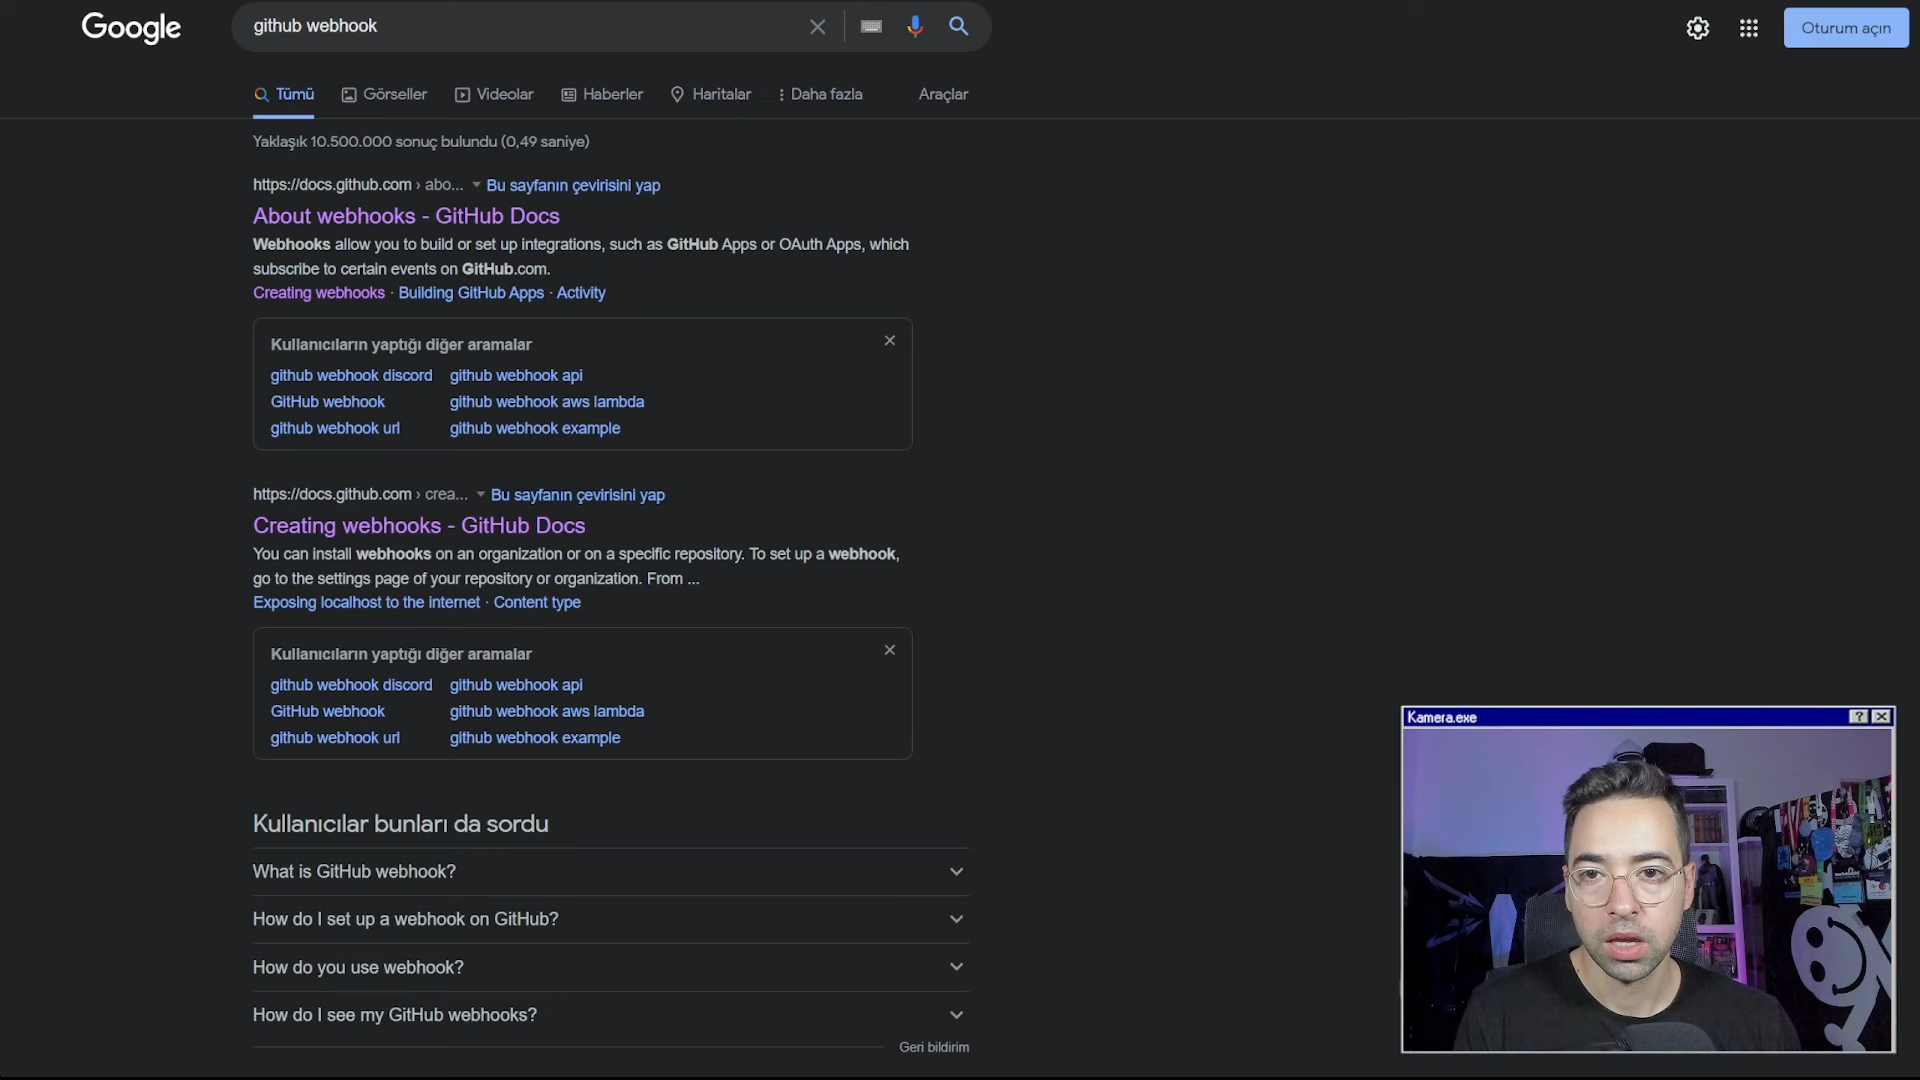 Google
github webhook
Oturum açın
Tümü
Görseller
Videolar
Haberler
Haritalar
Daha fazla
Araçlar
Yaklaşık 10.500.000 sonuç bulundu (0,49 saniye)
https://docs.github.com › abo... Bu sayfanın çevirisini yap
About webhooks - GitHub Docs
Webhooks allow you to build or set up integrations, such as GitHub Apps or OAuth Apps, which
subscribe to certain events on GitHub.com.
Creating webhooks · Building GitHub Apps · Activity
Kullanıcıların yaptığı diğer aramalar
github webhook discord github webhook api
GitHub webhook github webhook aws lambda
github webhook url github webhook example
https://docs.github.com › crea... Bu sayfanın çevirisini yap
Creating webhooks - GitHub Docs
You can install webhooks on an organization or on a specific repository. To set up a webhook,
go to the settings page of your repository or organization. From ...
Exposing localhost to the internet · Content type
Kullanıcıların yaptığı diğer aramalar
github webhook discord github webhook api
GitHub webhook github webhook aws lambda
github webhook url github webhook example
Kullanıcılar bunları da sordu
What is GitHub webhook?
How do I set up a webhook on GitHub?
How do you use webhook?
How do I see my GitHub webhooks?
Geri bildirim
Kamera.exe